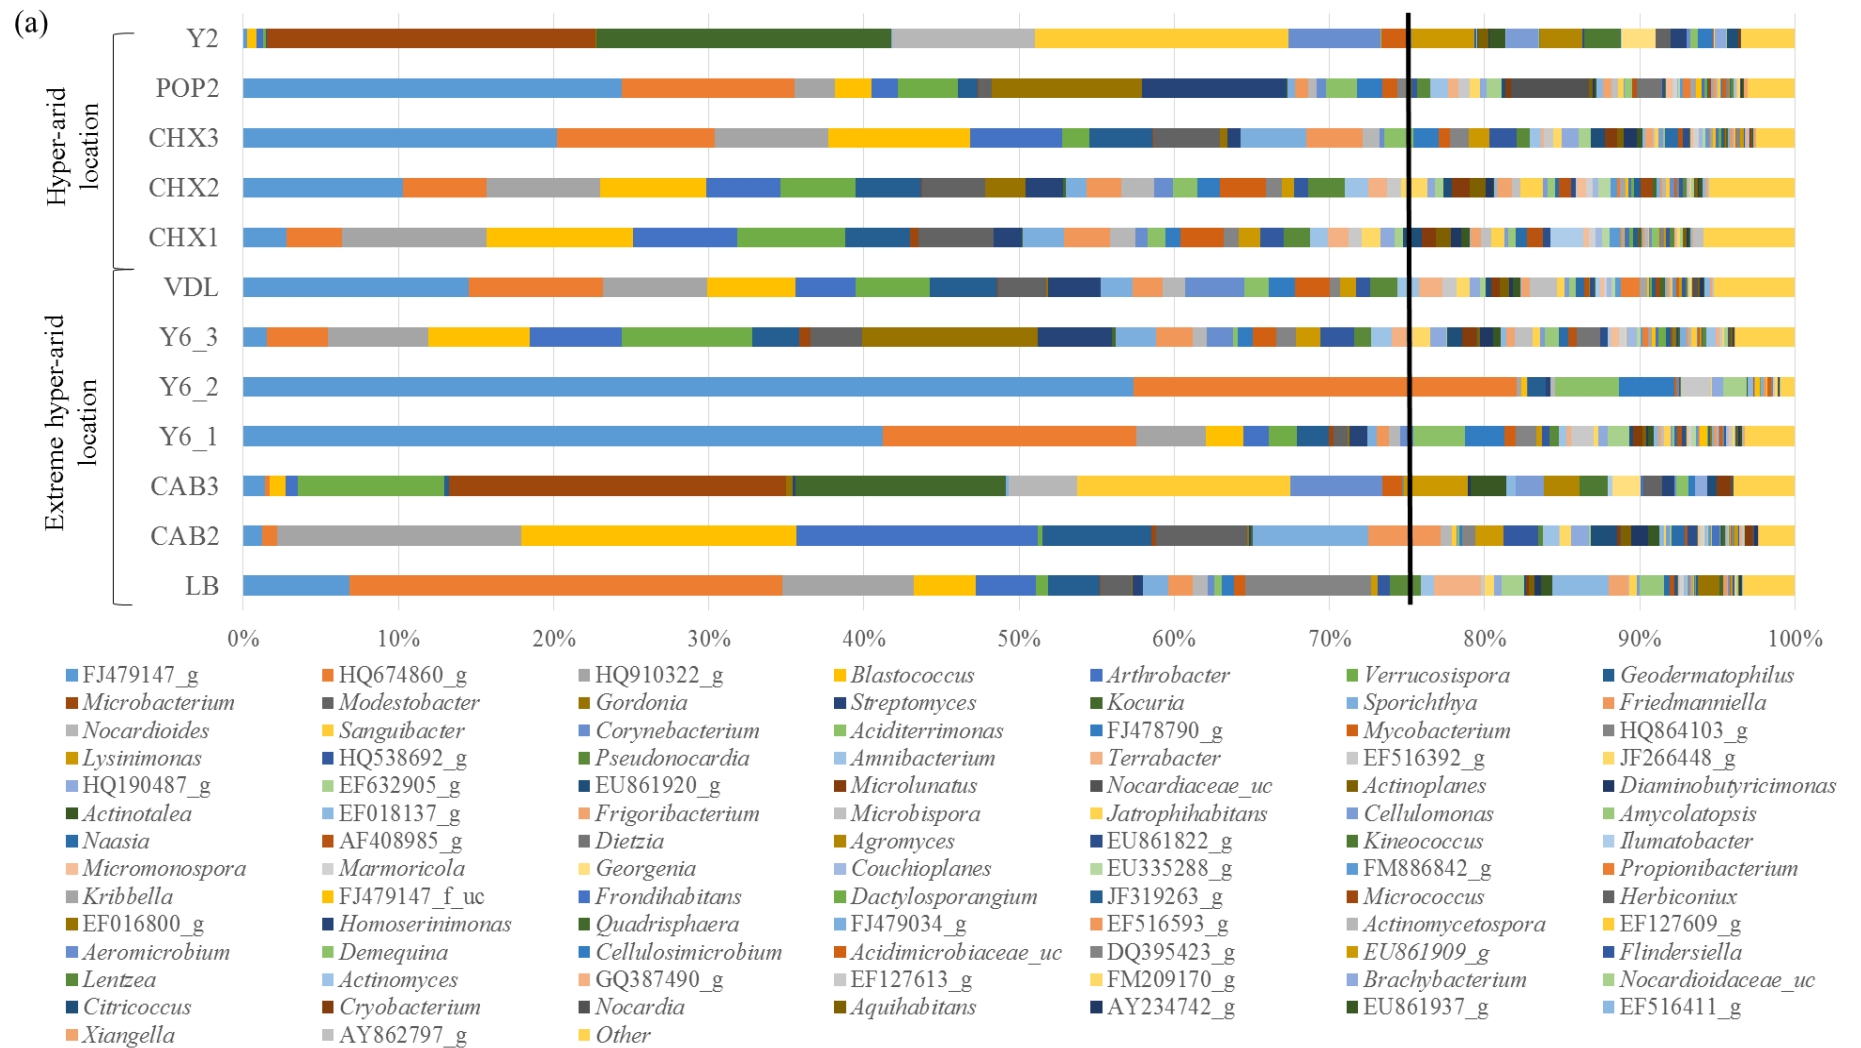 (a)
Y2
POP2
CHX3
CHX2
CHX1
VDL
Y6_3
Y6_2
Y6_1
CAB3
CAB2
LB
Hyper-arid
location
Extreme hyper-arid
location
0% 10% 20% 30% 40% 50% 60% 70% 80% 90% 100%
FJ479147_g HQ674860_g HQ910322_g Blastococcus Arthrobacter Verrucosispora Geodermatophilus
Microbacterium Modestobacter Gordonia Streptomyces Kocuria Sporichthya Friedmanniella
Nocardioides Sanguibacter Corynebacterium Aciditerrimonas FJ478790_g Mycobacterium HQ864103_g
Lysinimonas HQ538692_g Pseudonocardia Amnibacterium Terrabacter EF516392_g JF266448_g
HQ190487_g EF632905_g EU861920_g Microlunatus Nocardiaceae_uc Actinoplanes Diaminobutyricimonas
Actinotalea EF018137_g Frigoribacterium Microbispora Jatrophihabitans Cellulomonas Amycolatopsis
Naasia AF408985_g Dietzia Agromyces EU861822_g Kineococcus Ilumatobacter
Micromonospora Marmoricola Georgenia Couchioplanes EU335288_g FM886842_g Propionibacterium
Kribbella FJ479147_f_uc Frondihabitans Dactylosporangium JF319263_g Micrococcus Herbiconiux
EF016800_g Homoserinimonas Quadrisphaera FJ479034_g EF516593_g Actinomycetospora EF127609_g
Aeromicrobium Demequina Cellulosimicrobium Acidimicrobiaceae_uc DQ395423_g EU861909_g Flindersiella
Lentzea Actinomyces GQ387490_g EF127613_g FM209170_g Brachybacterium Nocardioidaceae_uc
Citricoccus Cryobacterium Nocardia Aquihabitans AY234742_g EU861937_g EF516411_g
Xiangella AY862797_g Other